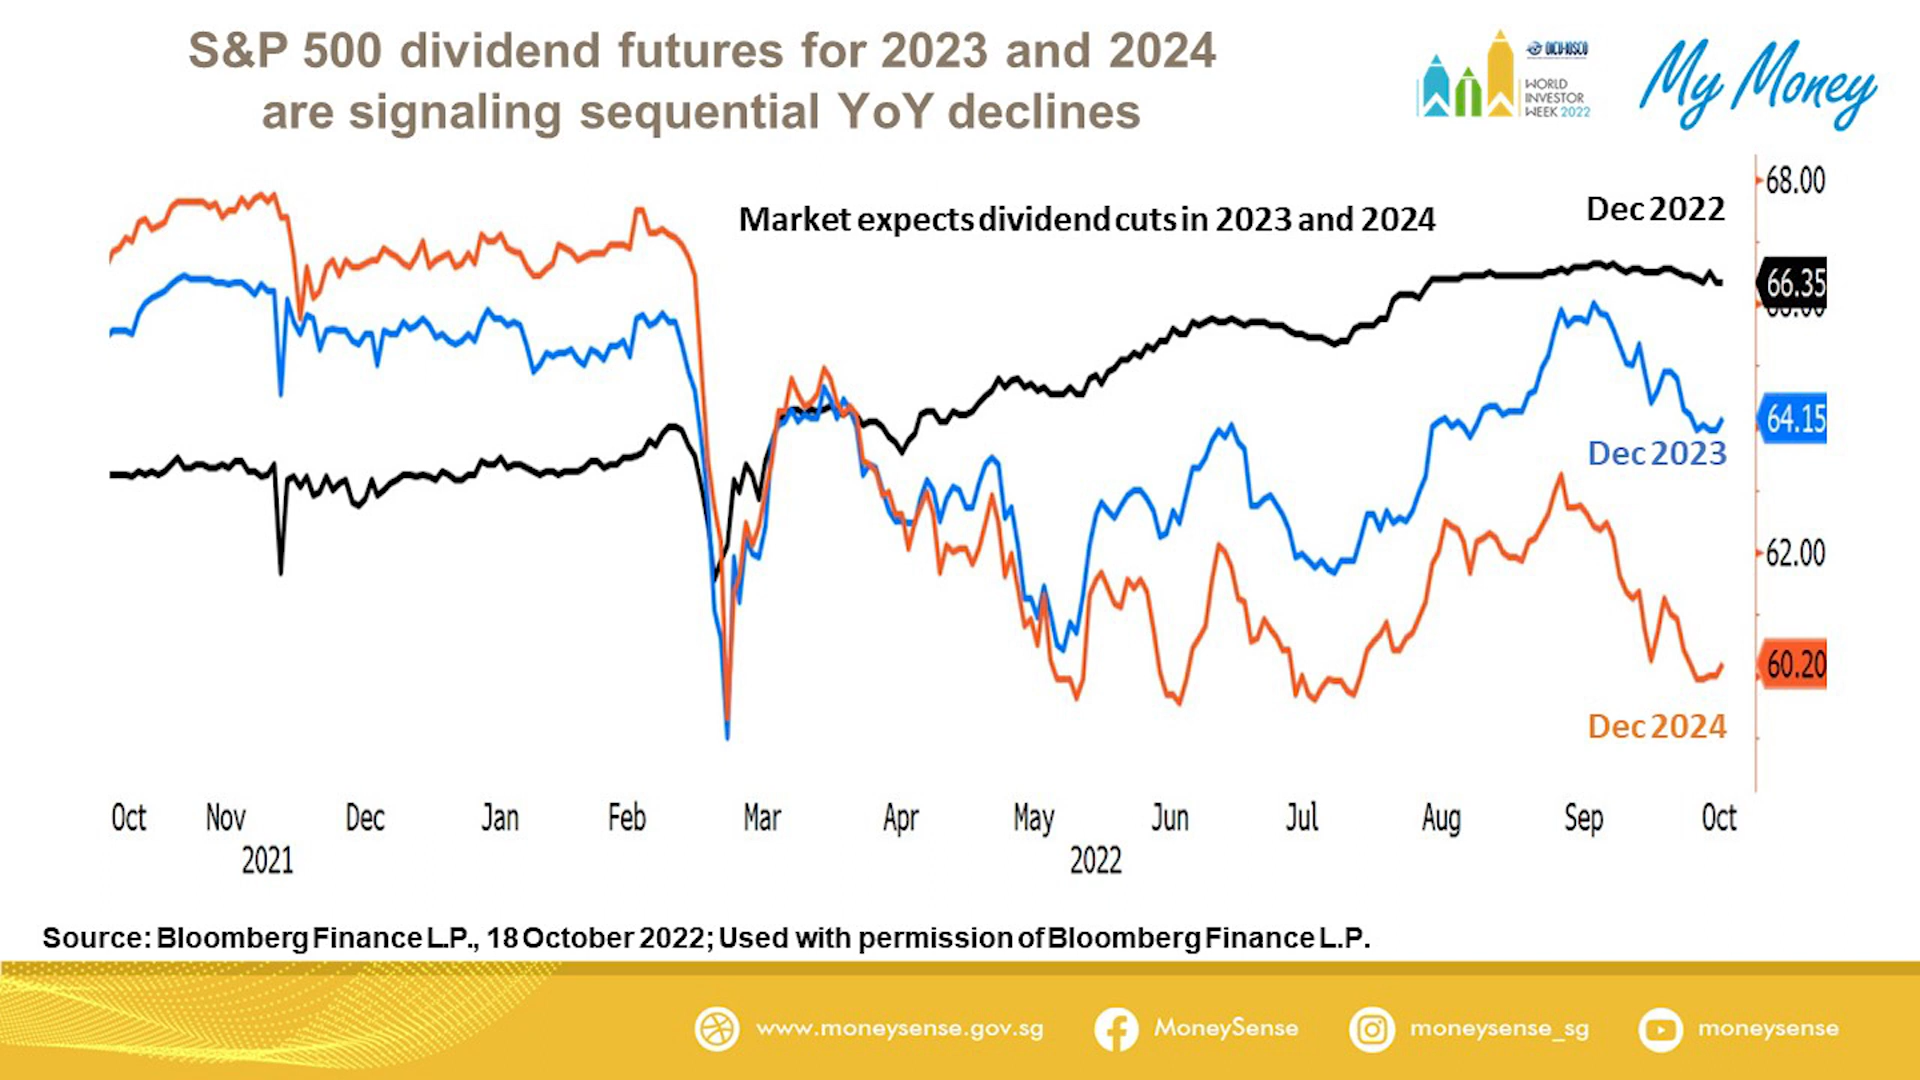 S&P 500 dividend futures for 2023 and 2024
are signaling sequential YoY declines
OICU-IOSCO
WORLD
INVESTOR
WEEK 2022
My Money
Market expects dividend cuts in 2023 and 2024
Dec 2022
68.00
66.35
64.15
Dec 2023
62.00
60.20
Dec 2024
Oct Nov Dec Jan Feb Mar Apr May Jun Jul Aug Sep Oct
2021 2022
Source: Bloomberg Finance L.P., 18 October 2022; Used with permission of Bloomberg Finance L.P.
www.moneysense.gov.sg MoneySense moneysense_sg moneysense